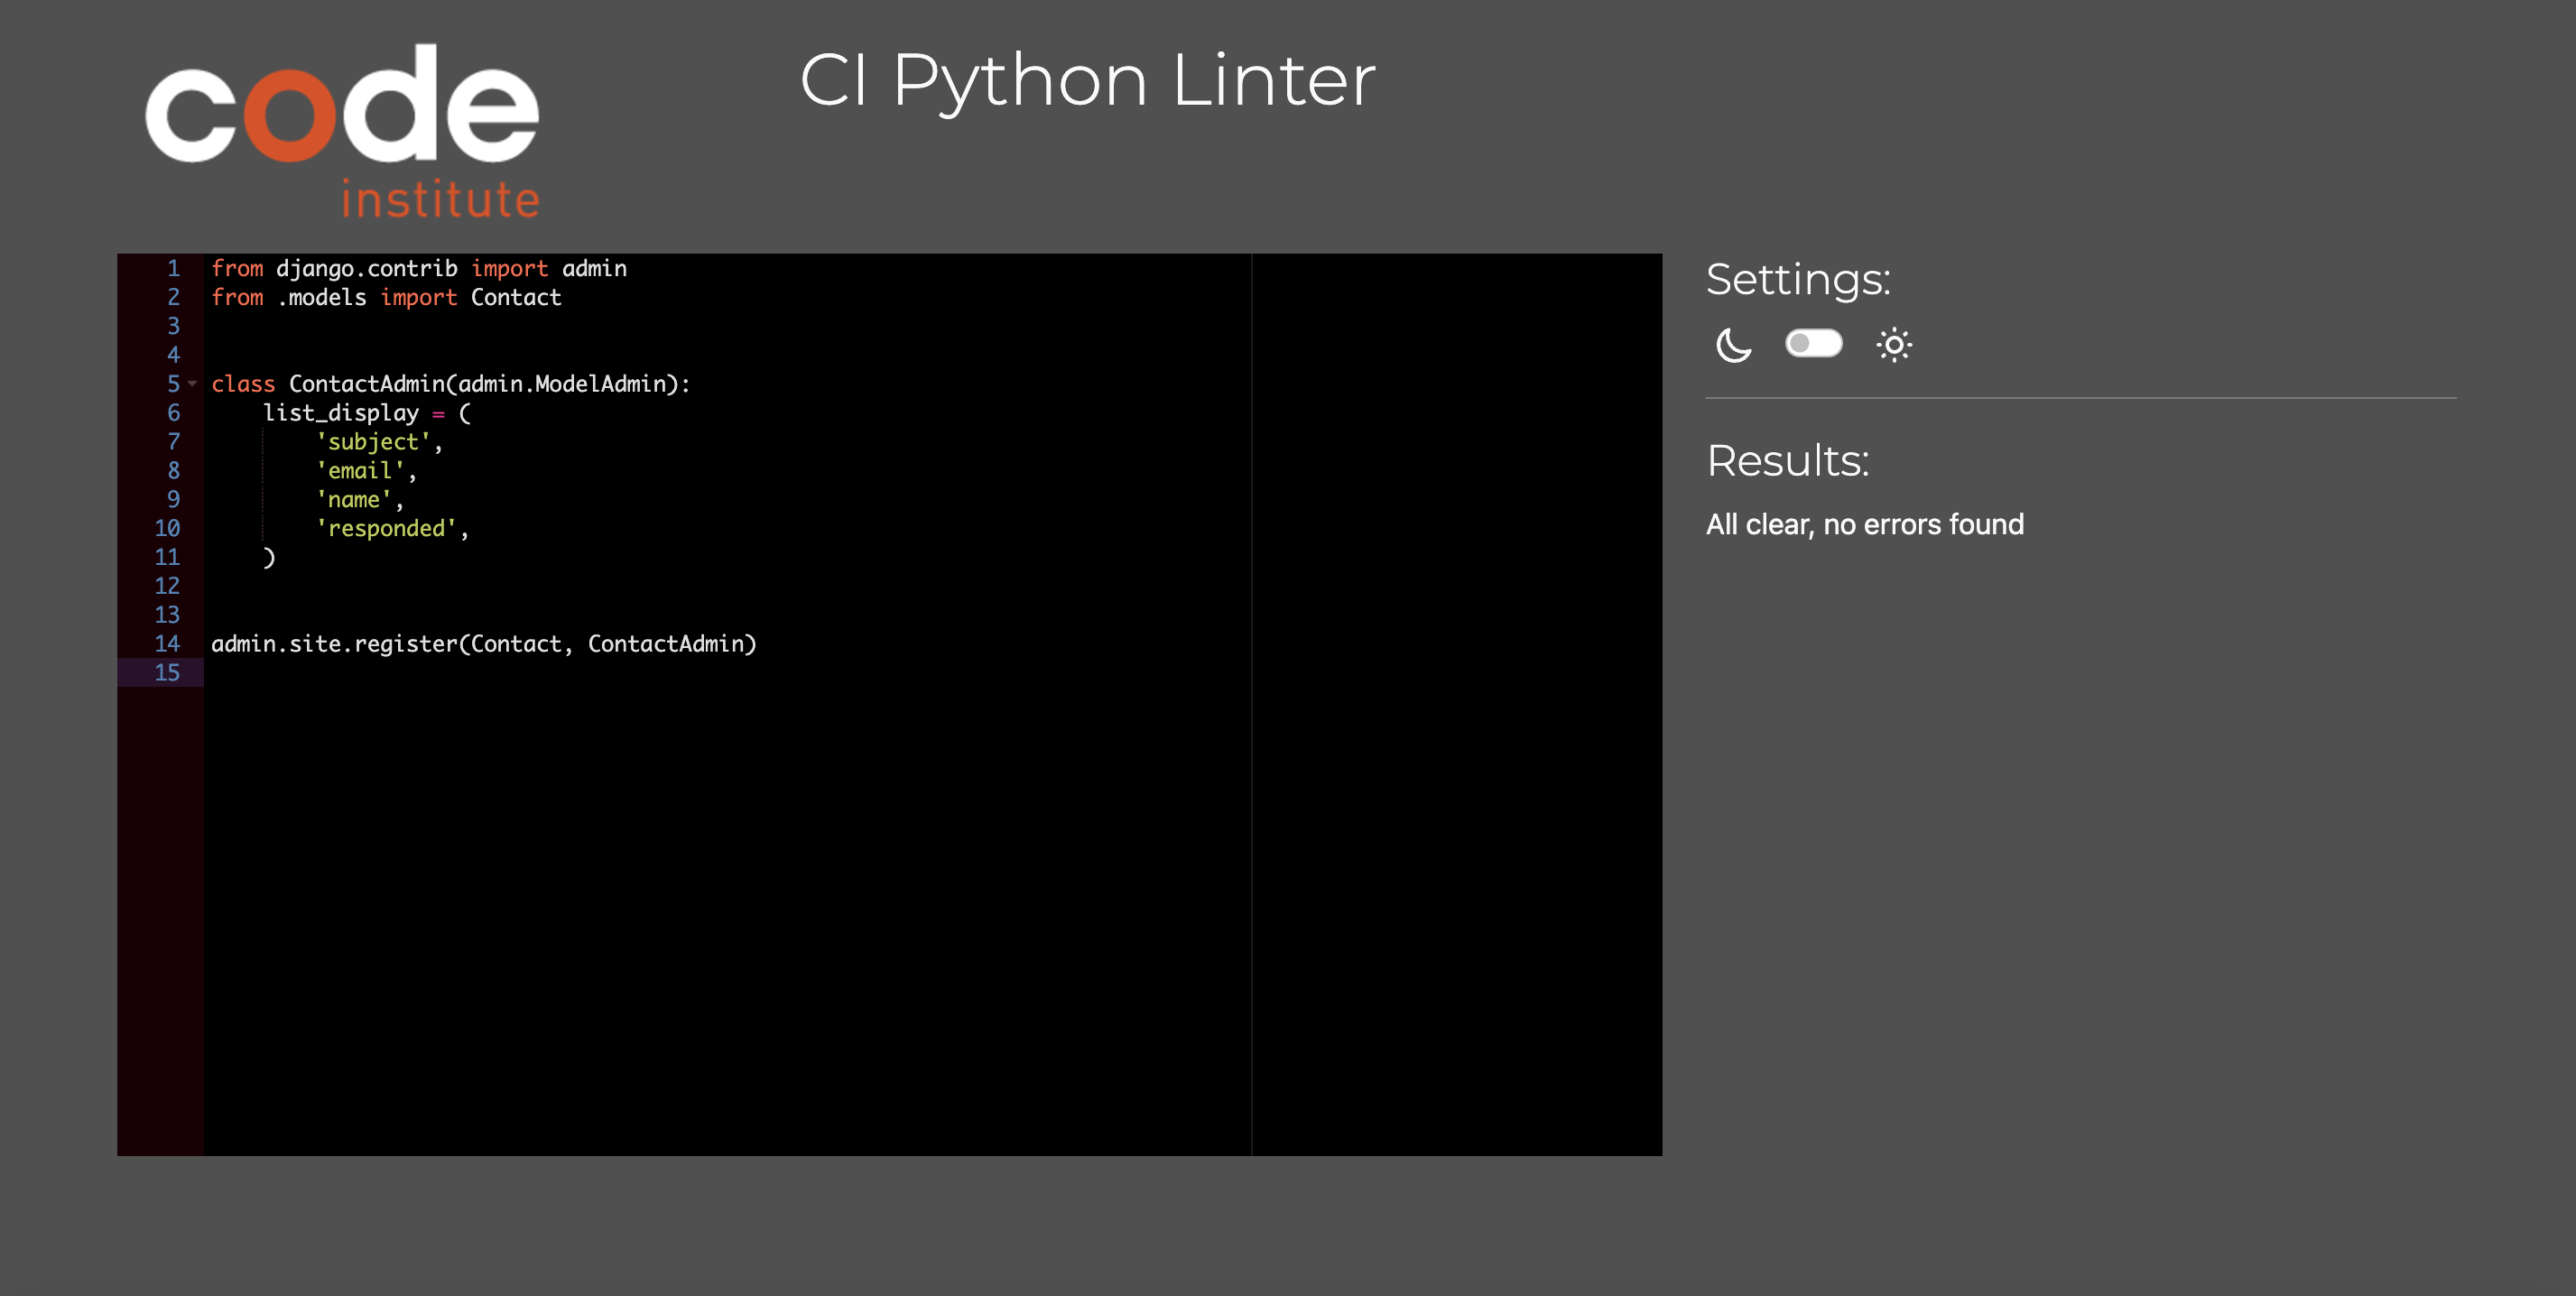 code
institute
CI Python Linter
1 from django.contrib import admin
2 from .models import Contact
3
4
5 class ContactAdmin(admin.ModelAdmin):
6     list_display = (
7         'subject',
8         'email',
9         'name',
10         'responded',
11     )
12
13
14 admin.site.register(Contact, ContactAdmin)
15
Settings:
Results:
All clear, no errors found